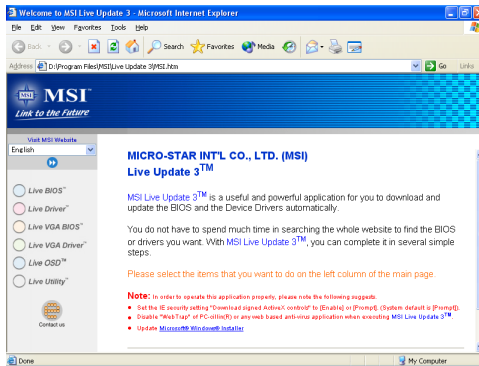 Welcome to MSI Live Update 3 - Microsoft Internet Explorer
File Edit View Favorites Tools Help
Back Search Favorites Media
Address D:\Program Files\MSI\Live Update 3\MSI.htm Go Links
MSI
MSI™
Link to the Future
Visit MSI Website
English
Live BIOS™
Live Driver™
Live VGA BIOS™
Live VGA Driver™
Live OSD™
Live Utility™
Contact us
MICRO-STAR INT'L CO., LTD. (MSI)
Live Update 3TM
MSI Live Update 3TM is a useful and powerful application for you to download and
update the BIOS and the Device Drivers automatically.
You do not have to spend much time in searching the whole website to find the BIOS
or drivers you want. With MSI Live Update 3TM, you can complete it in several simple
steps.
Please select the items that you want to do on the left column of the main page.
Note: In order to operate this application properly, please note the following suggests.
Set the IE security setting "Download signed ActiveX controls" to [Enable] or [Prompt]. (System default is [Prompt]).
Disable "WebTrap" of PC-cillin(R) or any web based anti-virus application when executing MSI Live Update 3TM.
Update Microsoft® Windows® Installer
Done My Computer